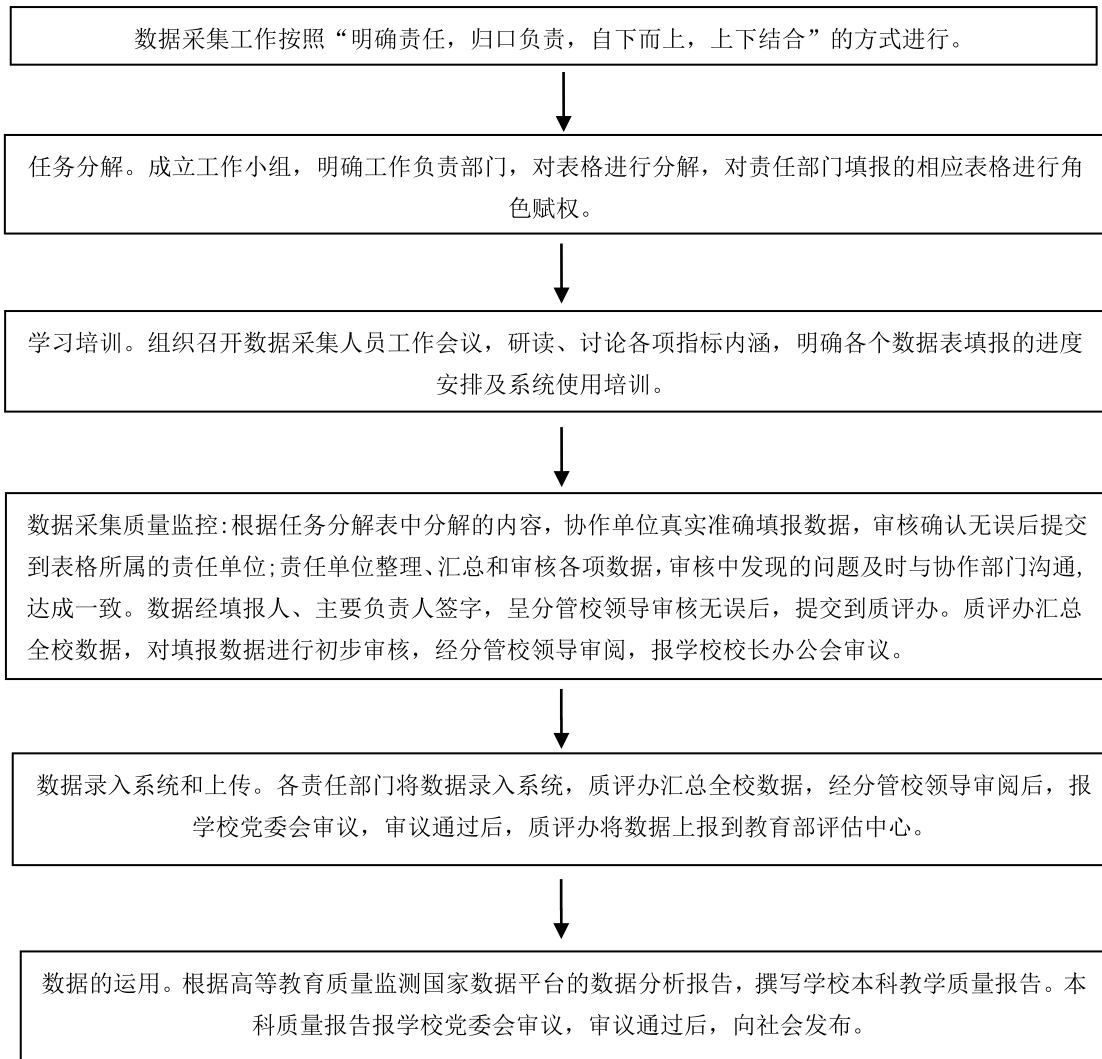 数据采集工作按照“明确责任，归口负责，自下而上，上下结合”的方式进行。
任务分解。成立工作小组，明确工作负责部门，对表格进行分解，对责任部门填报的相应表格进行角
色赋权。
学习培训。组织召开数据采集人员工作会议，研读、讨论各项指标内涵，明确各个数据表填报的进度
安排及系统使用培训。
数据采集质量监控:根据任务分解表中分解的内容，协作单位真实准确填报数据，审核确认无误后提交
到表格所属的责任单位;责任单位整理、汇总和审核各项数据，审核中发现的问题及时与协作部门沟通,
达成一致。数据经填报人、主要负责人签字，呈分管校领导审核无误后，提交到质评办。质评办汇总
全校数据，对填报数据进行初步审核，经分管校领导审阅，报学校校长办公会审议。
数据录入系统和上传。各责任部门将数据录入系统，质评办汇总全校数据，经分管校领导审阅后，报
学校党委会审议，审议通过后，质评办将数据上报到教育部评估中心。
数据的运用。根据高等教育质量监测国家数据平台的数据分析报告，撰写学校本科教学质量报告。本
科质量报告报学校党委会审议，审议通过后，向社会发布。